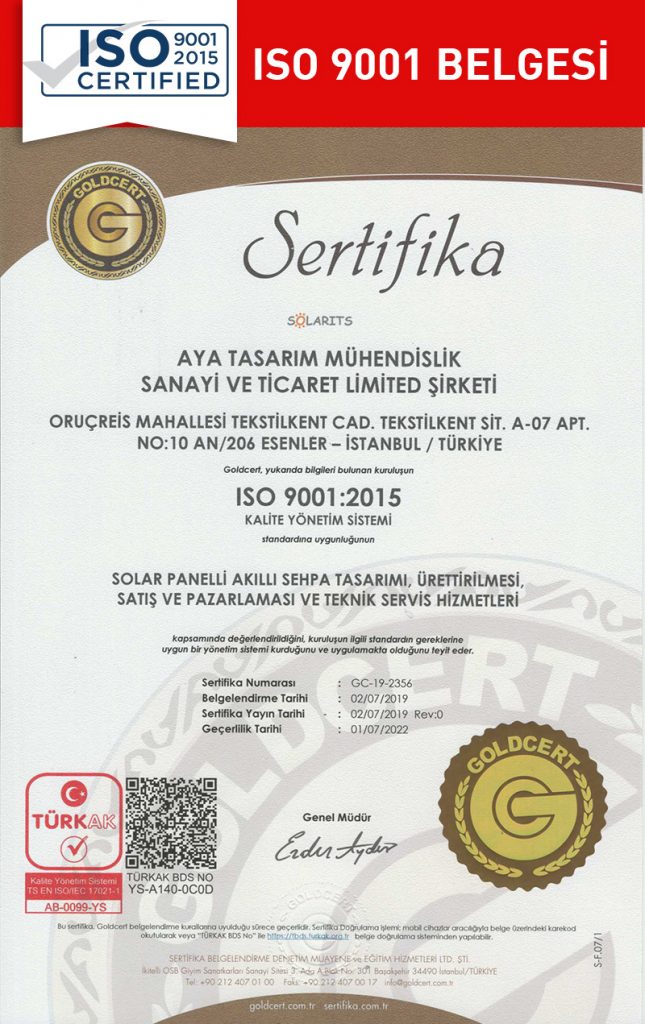 ISO 9001 2015 CERTIFIED
ISO 9001 BELGESİ
GOLDCERT
Sertifika
SOLARITS
AYA TASARIM MÜHENDİSLİK
SANAYİ VE TİCARET LİMİTED ŞİRKETİ
ORUÇREİS MAHALLESİ TEKSTİLKENT CAD. TEKSTİLKENT SİT. A-07 APT.
NO:10 AN/206 ESENLER – İSTANBUL / TÜRKİYE
Goldcert, yukarıda bilgileri bulunan kuruluşun
ISO 9001:2015
KALİTE YÖNETİM SİSTEMİ
standardına uygunluğunun
SOLAR PANELLİ AKILLI SEHPA TASARIMI, ÜRETTİRİLMESİ,
SATIŞ VE PAZARLAMASI VE TEKNİK SERVİS HİZMETLERİ
kapsamında değerlendirildiğini, kuruluşun ilgili standardın gereklerine
uygun bir yönetim sistemi kurduğunu ve uygulamakta olduğunu teyit eder.
Sertifika Numarası : GC-19-2356
Belgelendirme Tarihi : 02/07/2019
Sertifika Yayın Tarihi - : 02/07/2019 Rev:0
Geçerlilik Tarihi : 01/07/2022
GOLDCERT
GOLDCERT
TÜRKAK
Kalite Yönetim Sistemi
TS EN ISO/IEC 17021-1
AB-0099-YS
TÜRKAK BDS NO
YS-A140-0C0D
Genel Müdür
GOLDCERT
Bu sertifika, Goldcert belgelendirme kurallarına uyulduğu sürece geçerlidir. Sertifika Doğrulama işlemi; mobil cihazlar aracılığıyla belge üzerindeki karekod
okutularak veya "TÜRKAK BDS No" ile https://tbds.turkak.org.tr belge doğrulama sisteminden yapılabilir.
SERTİFİKA BELGELENDİRME DENETİM MUAYENE ve EĞİTİM HİZMETLERİ LTD. ŞTİ.
İkitelli OSB Giyim Sanatkarları Sanayi Sitesi 3. Ada A Blok No: 301 Başakşehir 34490 İstanbul/TÜRKİYE
Tel: +90 212 407 01 00 Faks: +90 212 407 00 17 info@goldcert.com.tr
goldcert.com.tr sertifika.com.tr
S-F.07/1